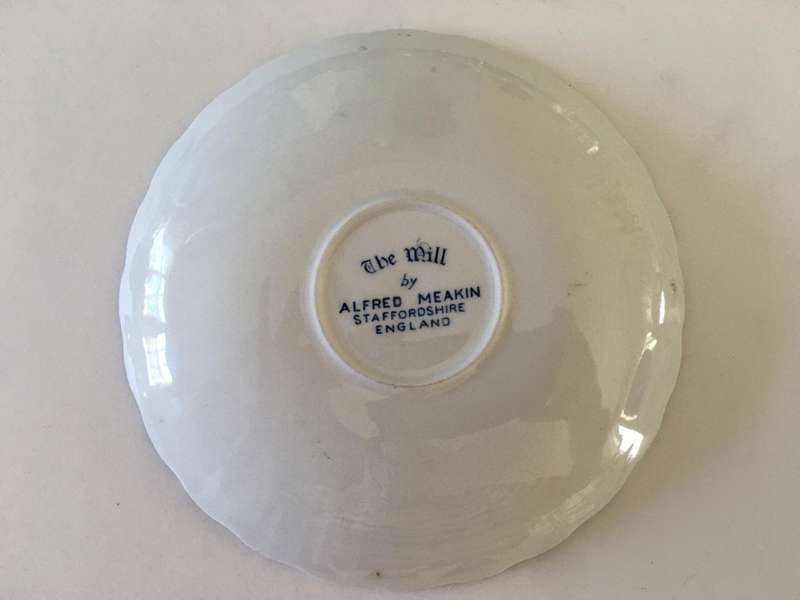 The Mill
by
ALFRED MEAKIN
STAFFORDSHIRE
ENGLAND